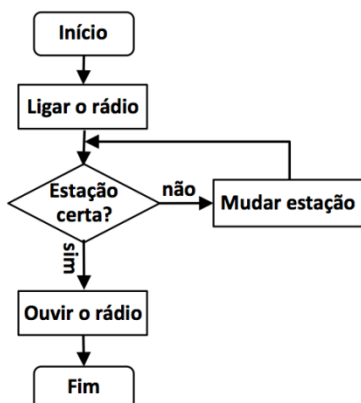 Início
Ligar o rádio
Estação
certa?
não
Mudar estação
sim
Ouvir o rádio
Fim